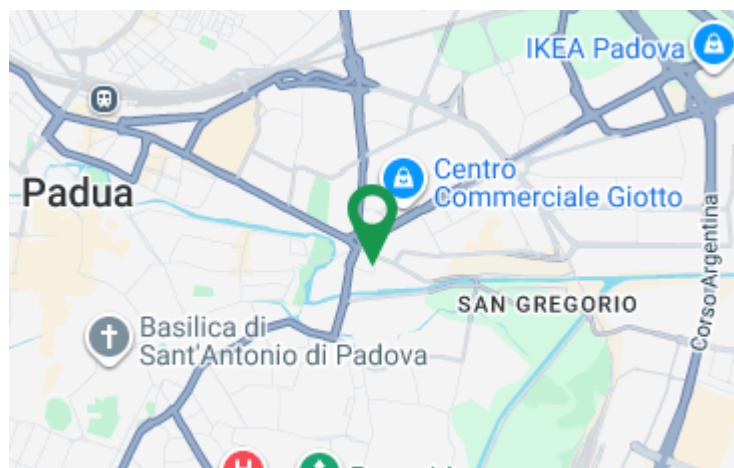 IKEA Padova
Centro
Commerciale Giotto
Padua
Corso Argentina
SAN GREGORIO
Basilica di
Sant'Antonio di Padova
H